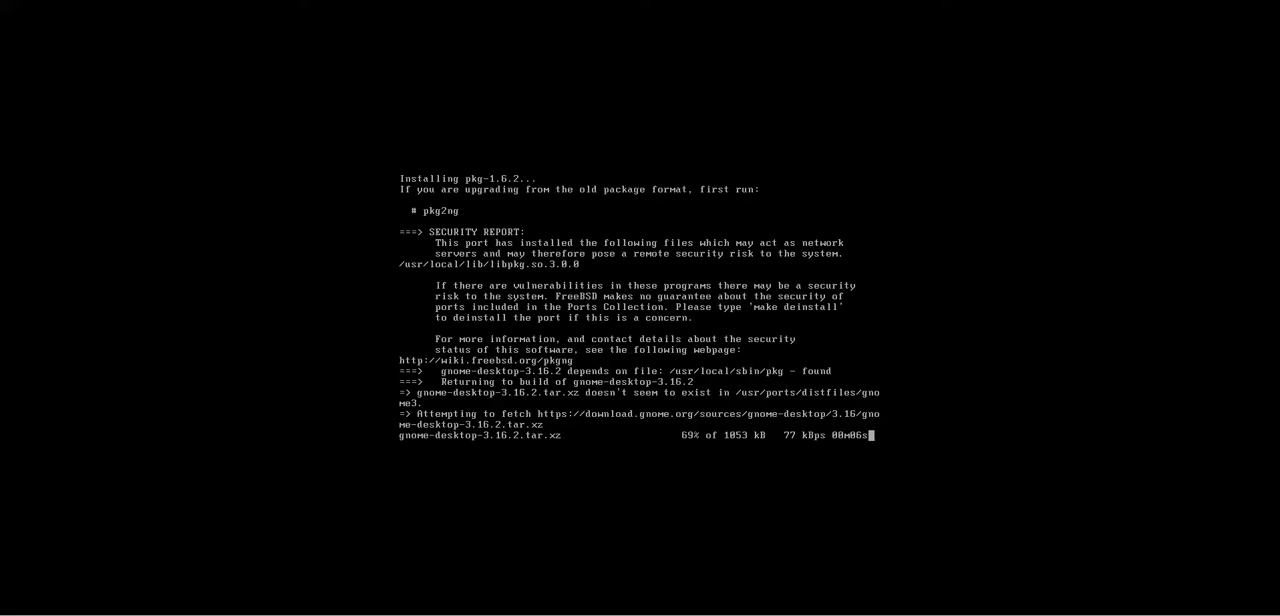 Installing pkg-1.6.2...
If you are upgrading from the old package format, first run:
# pkg2ng
===> SECURITY REPORT:
This port has installed the following files which may act as network
servers and may therefore pose a remote security risk to the system.
/usr/local/lib/libpkg.so.3.0.0
If there are vulnerabilities in these programs there may be a security
risk to the system. FreeBSD makes no guarantee about the security of
ports included in the Ports Collection. Please type 'make deinstall'
to deinstall the port if this is a concern.
For more information, and contact details about the security
status of this software, see the following webpage:
http://wiki.freebsd.org/pkgng
===>   gnome-desktop-3.16.2 depends on file: /usr/local/sbin/pkg - found
===>   Returning to build of gnome-desktop-3.16.2
=> gnome-desktop-3.16.2.tar.xz doesn't seem to exist in /usr/ports/distfiles/gno
me3.
=> Attempting to fetch https://download.gnome.org/sources/gnome-desktop/3.16/gno
me-desktop-3.16.2.tar.xz
gnome-desktop-3.16.2.tar.xz 69% of 1053 kB 77 kBps 00m06s